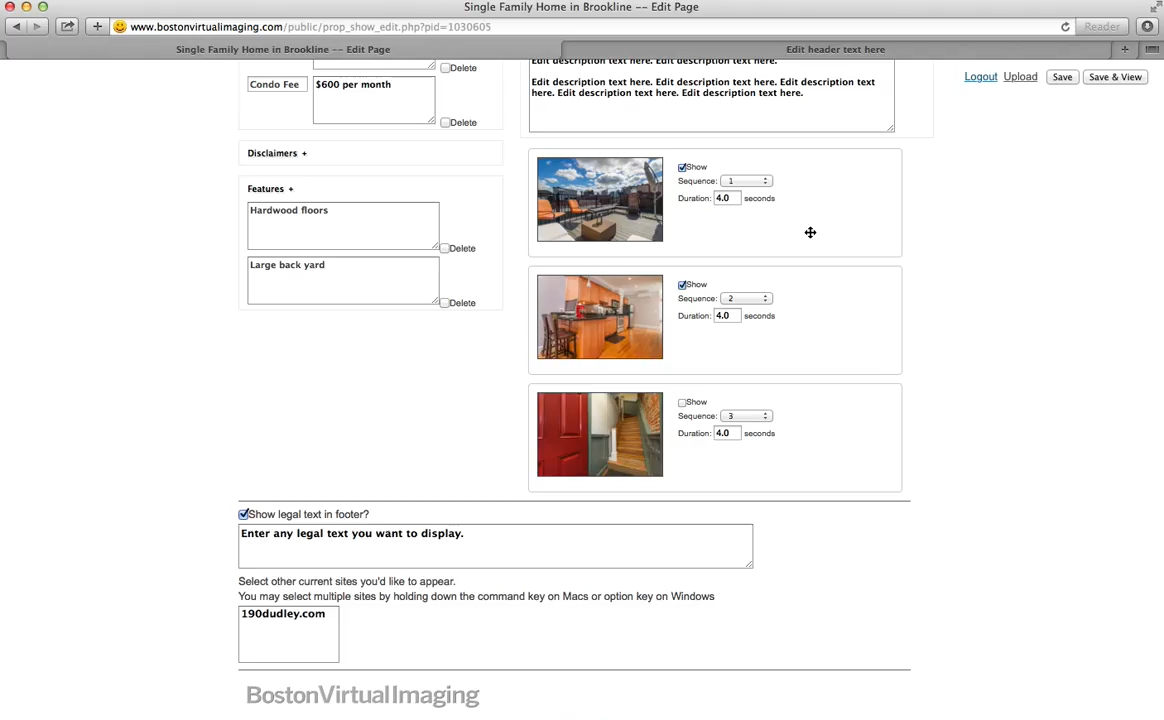 Single Family Home in Brookline -- Edit Page
www.bostonvirtualimaging.com/public/prop_show_edit.php?pid=1030605
Reader
Single Family Home in Brookline -- Edit Page
Edit header text here
Logout Upload Save Save & View
Delete
Condo Fee $600 per month
Delete
Disclaimers +
Features +
Hardwood floors
Delete
Large back yard
Delete
Edit description text here. Edit description text here.
Edit description text here. Edit description text here. Edit description text
here. Edit description text here. Edit description text here.
Show
Sequence: 1
Duration: 4.0 seconds
Show
Sequence: 2
Duration: 4.0 seconds
Show
Sequence: 3
Duration: 4.0 seconds
Show legal text in footer?
Enter any legal text you want to display.
Select other current sites you'd like to appear.
You may select multiple sites by holding down the command key on Macs or option key on Windows
190dudley.com
BostonVirtualImaging